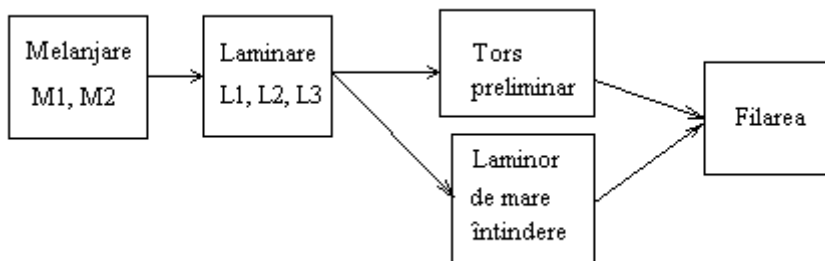 Melanjare
M1, M2
Laminare
L1, L2, L3
Tors
preliminar
Laminor
de mare
întindere
Filarea